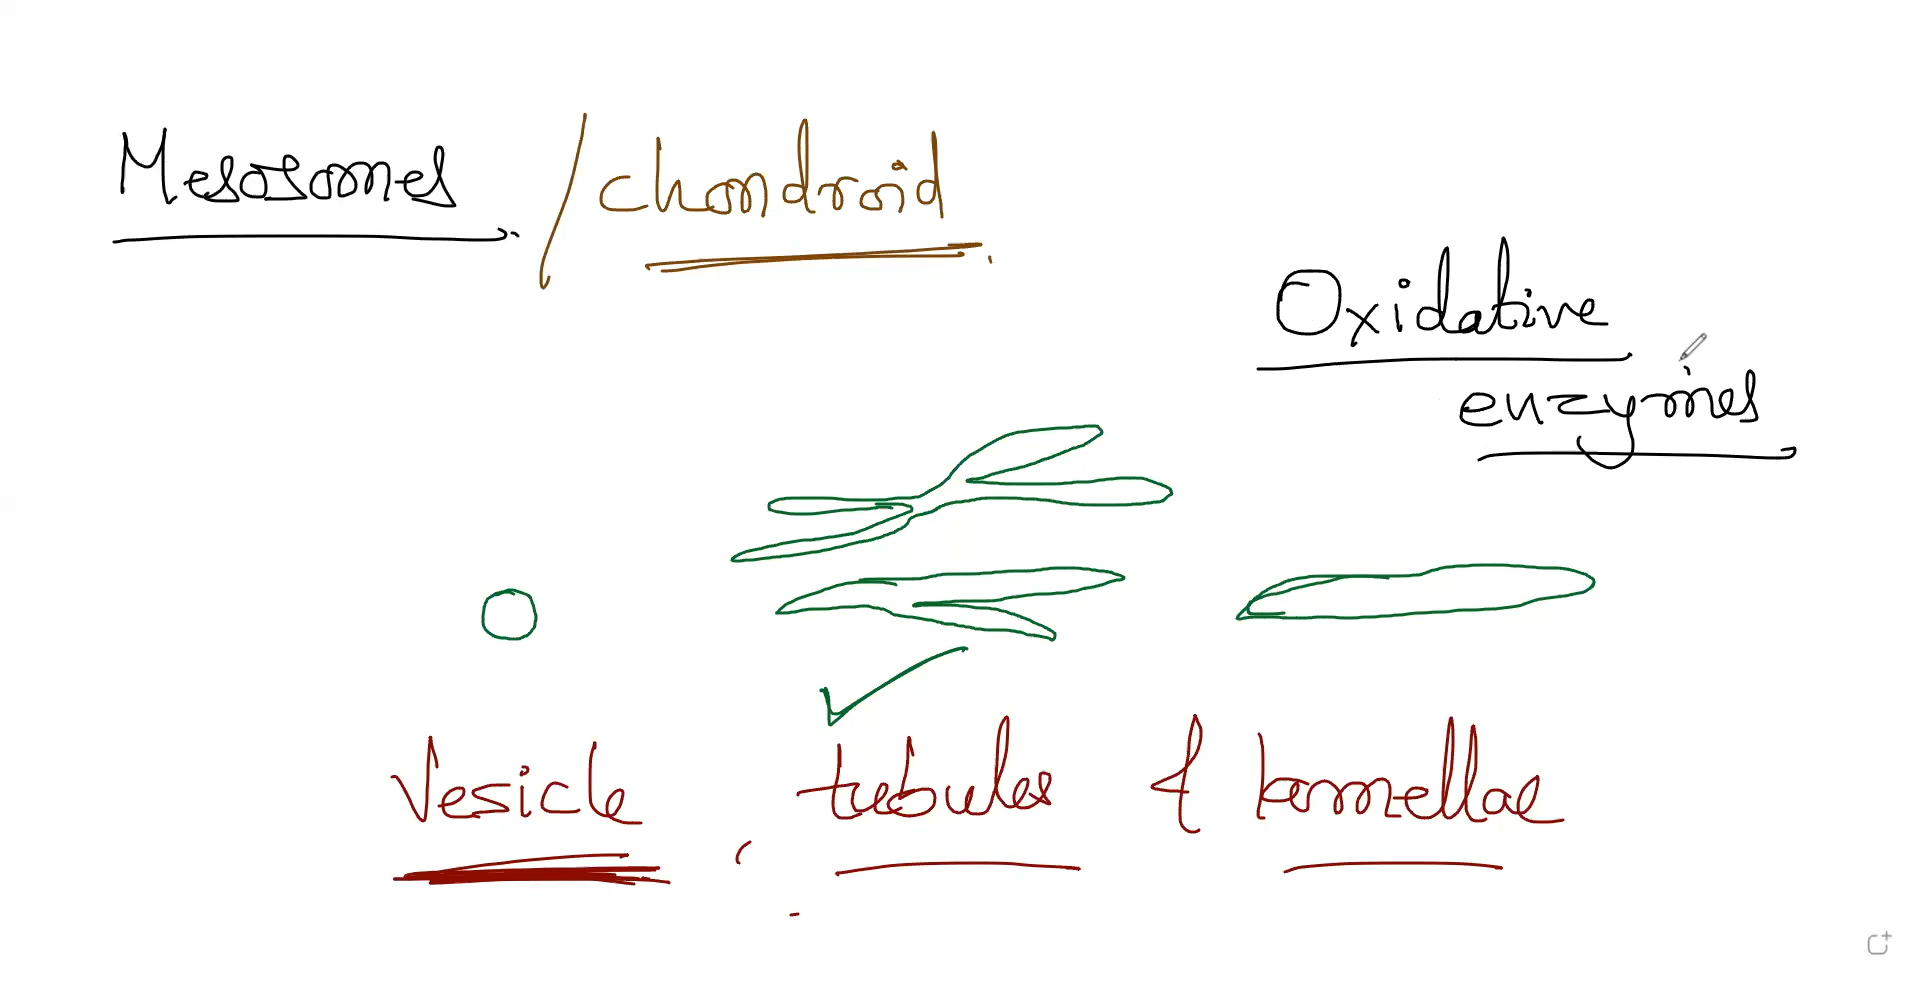 Mesosomes / chondroid
Oxidative
enzymes
Vesicle, tubules & lamellae